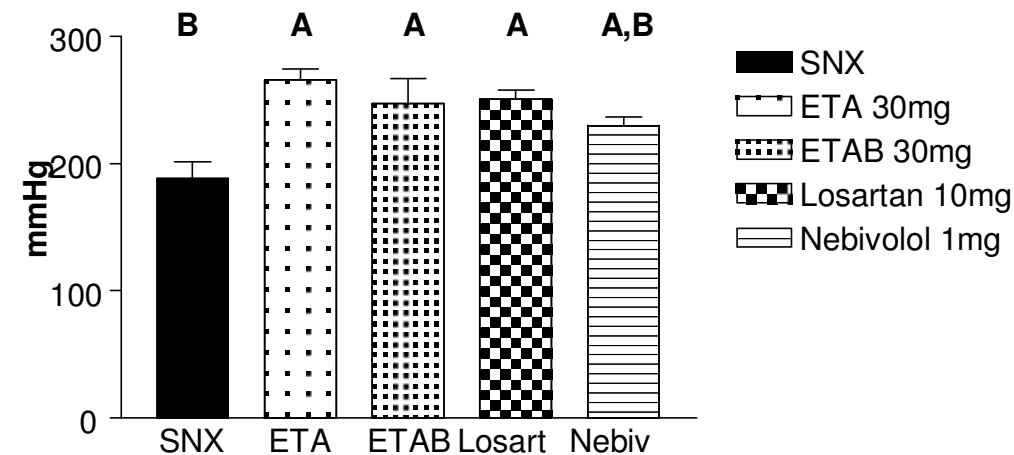 B A A A A,B
300
200
100
0
mmHg
SNX ETA ETAB Losart Nebiv
SNX
ETA 30mg
ETAB 30mg
Losartan 10mg
Nebivolol 1mg